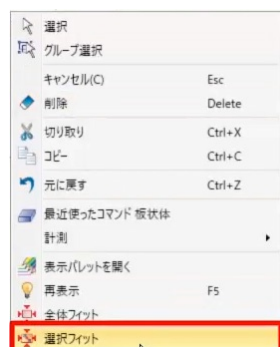 選択
グループ選択
キャンセル(C) Esc
削除 Delete
切り取り Ctrl+X
コピー Ctrl+C
元に戻す Ctrl+Z
最近使ったコマンド 板状体
計測
表示パレットを開く
再表示 F5
全体フィット
選択フィット